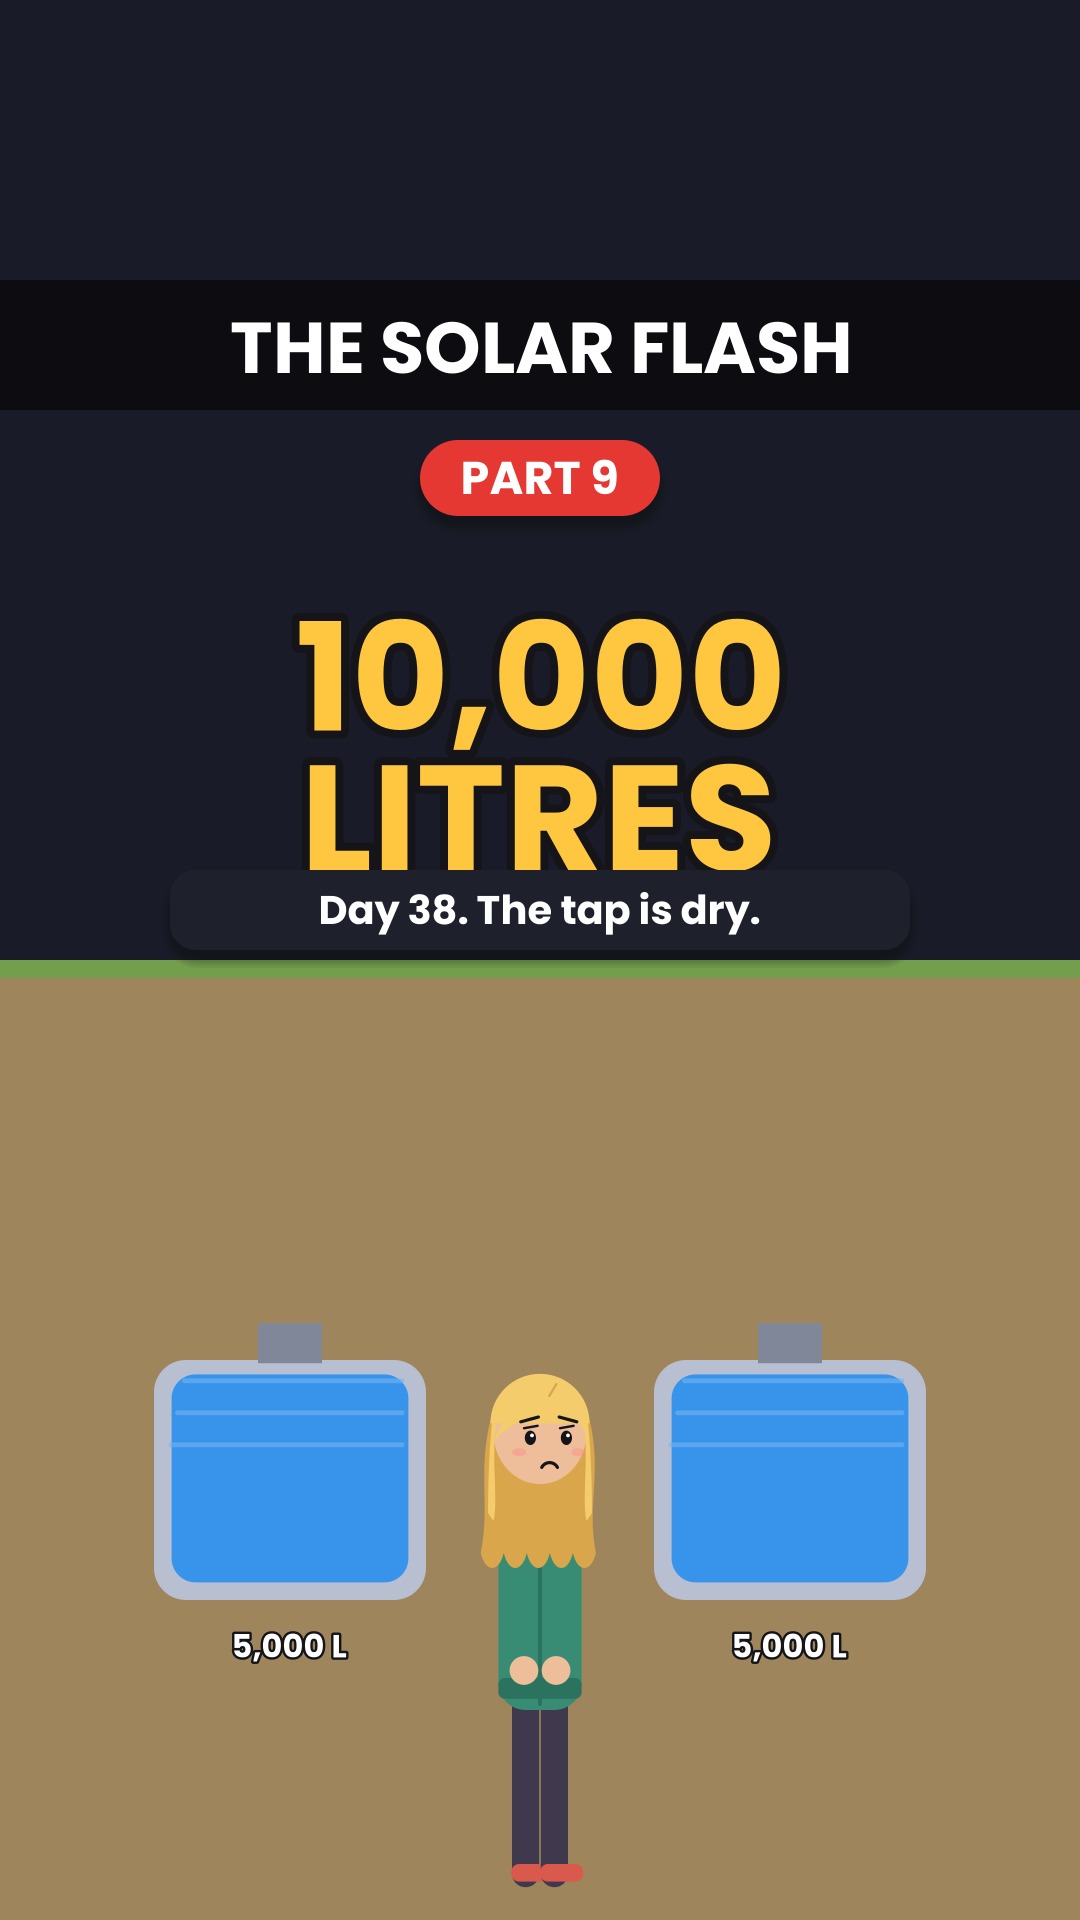 THE SOLAR FLASH
PART 9
10,000
LITRES
Day 38. The tap is dry.
5,000 L
5,000 L